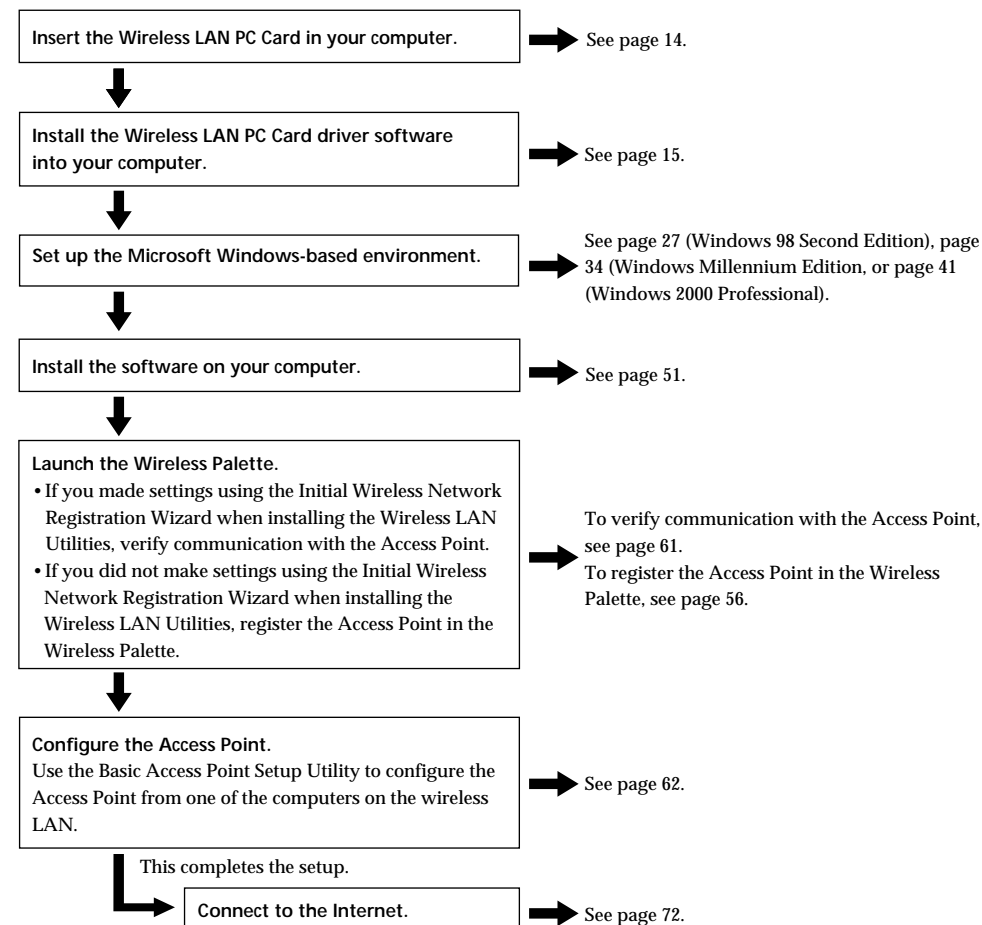 Insert the Wireless LAN PC Card in your computer.
See page 14.
Install the Wireless LAN PC Card driver software
into your computer.
See page 15.
Set up the Microsoft Windows-based environment.
See page 27 (Windows 98 Second Edition), page
34 (Windows Millennium Edition, or page 41
(Windows 2000 Professional).
Install the software on your computer.
See page 51.
Launch the Wireless Palette.
• If you made settings using the Initial Wireless Network
Registration Wizard when installing the Wireless LAN
Utilities, verify communication with the Access Point.
• If you did not make settings using the Initial Wireless
Network Registration Wizard when installing the
Wireless LAN Utilities, register the Access Point in the
Wireless Palette.
To verify communication with the Access Point,
see page 61.
To register the Access Point in the Wireless
Palette, see page 56.
Configure the Access Point.
Use the Basic Access Point Setup Utility to configure the
Access Point from one of the computers on the wireless
LAN.
See page 62.
This completes the setup.
Connect to the Internet.
See page 72.